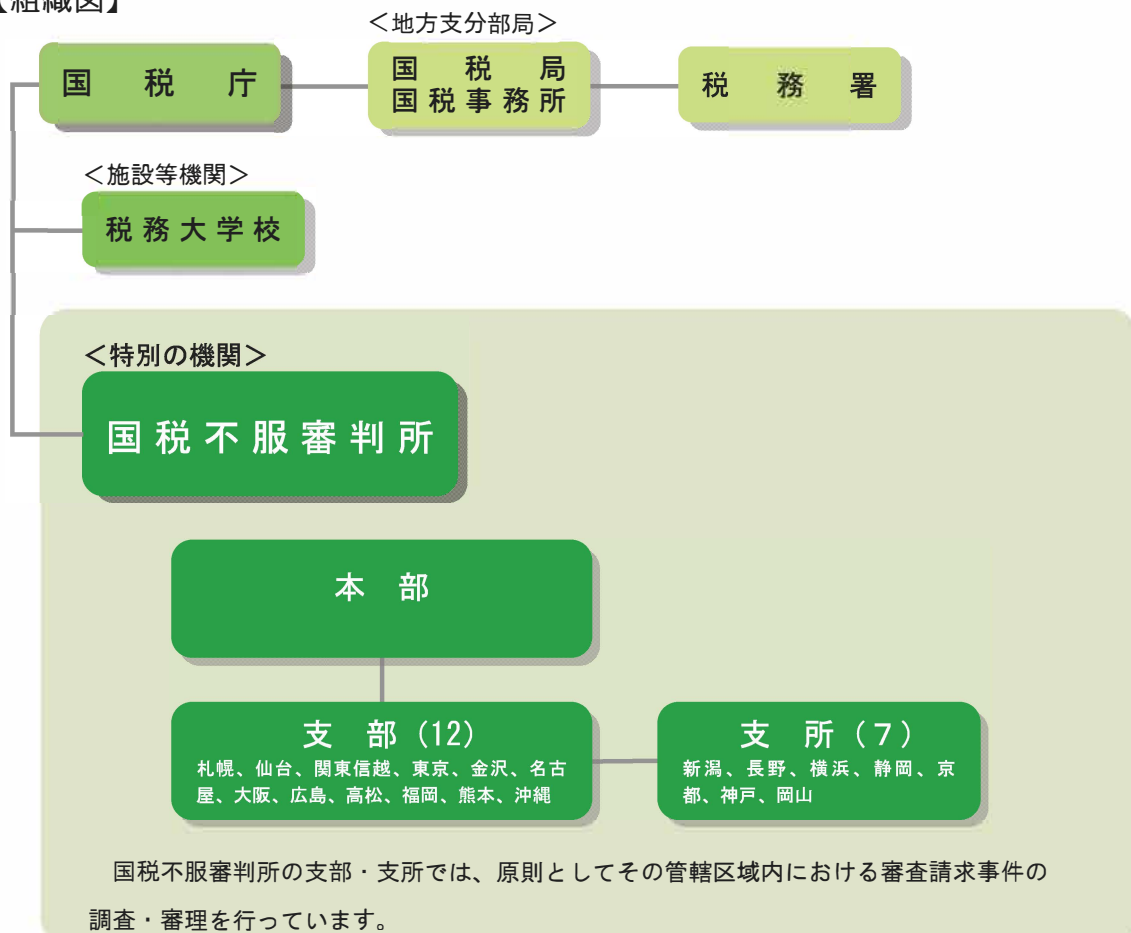 【組織図】
＜地方支分部局＞
国税庁
国税局
国税事務所
税務署
＜施設等機関＞
税務大学校
＜特別の機関＞
国税不服審判所
本部
支部（12）
札幌、仙台、関東信越、東京、金沢、名古
屋、大阪、広島、高松、福岡、熊本、沖縄
支所（７）
新潟、長野、横浜、静岡、京
都、神戸、岡山
国税不服審判所の支部・支所では、原則としてその管轄区域内における審査請求事件の
調査・審理を行っています。